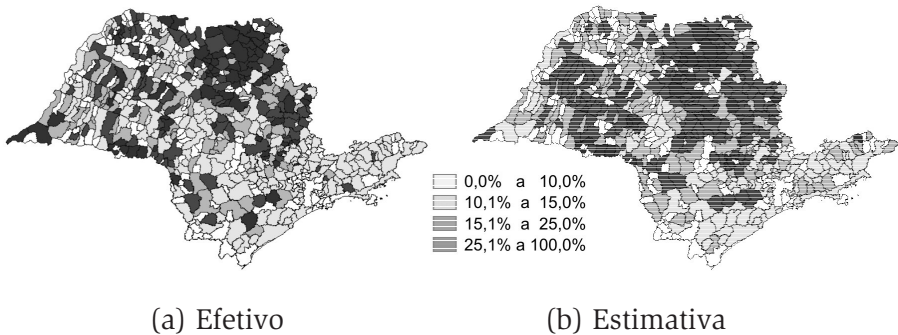 0,0% a 10,0%
10,1% a 15,0%
15,1% a 25,0%
25,1% a 100,0%
(a) Efetivo
(b) Estimativa